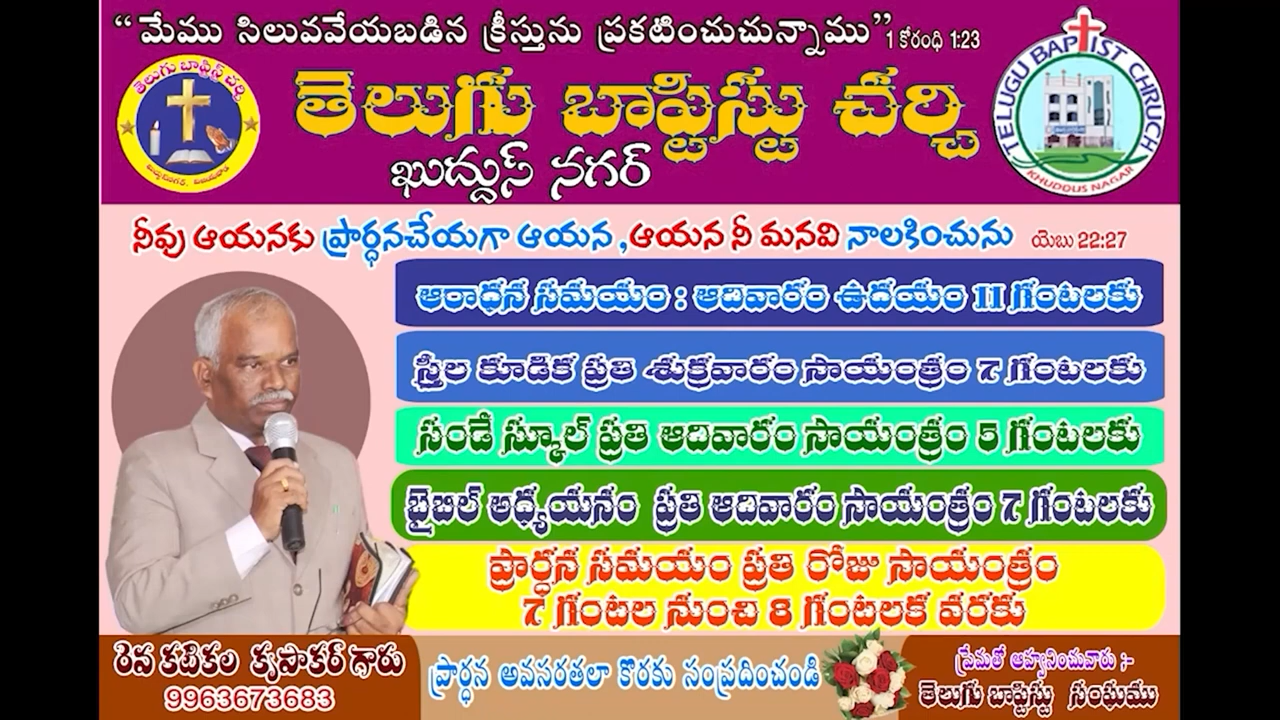 “మేము సిలువవేయబడిన క్రీస్తును ప్రకటించుచున్నాము” 1 కోరంధి 1:23
తెలుగు బాప్టిస్టు చర్చి
ఖుద్దుస్ నగర్
తెలుగు బాప్టిస్ట్ చర్చి
TELUGU BAPTIST CHRUCH
KHUDDUS NAGAR
నీవు ఆయనకు ప్రార్ధనచేయగా ఆయన ,ఆయన నీ మనవి నాలకించును యెబు 22:27
ఆరాధన సమయం : ఆదివారం ఉదయం 11 గంటలకు
స్త్రీల కూడిక ప్రతి శుక్రవారం సాయంత్రం 7 గంటలకు
సండే స్కూల్ ప్రతి ఆదివారం సాయంత్రం 5 గంటలకు
బైబిల్ అధ్యయనం ప్రతి ఆదివారం సాయంత్రం 7 గంటలకు
ప్రార్ధన సమయం ప్రతి రోజు సాయంత్రం
7 గంటల నుంచి 8 గంటలక వరకు
రెవ కటికల కృపాకర్ గారు
9963673683
ప్రార్ధన అవసరతలా కొరకు సంప్రదించండి
ప్రేమతో ఆహ్వనించువారు :-
తెలుగు బాప్టిస్టు సంఘము